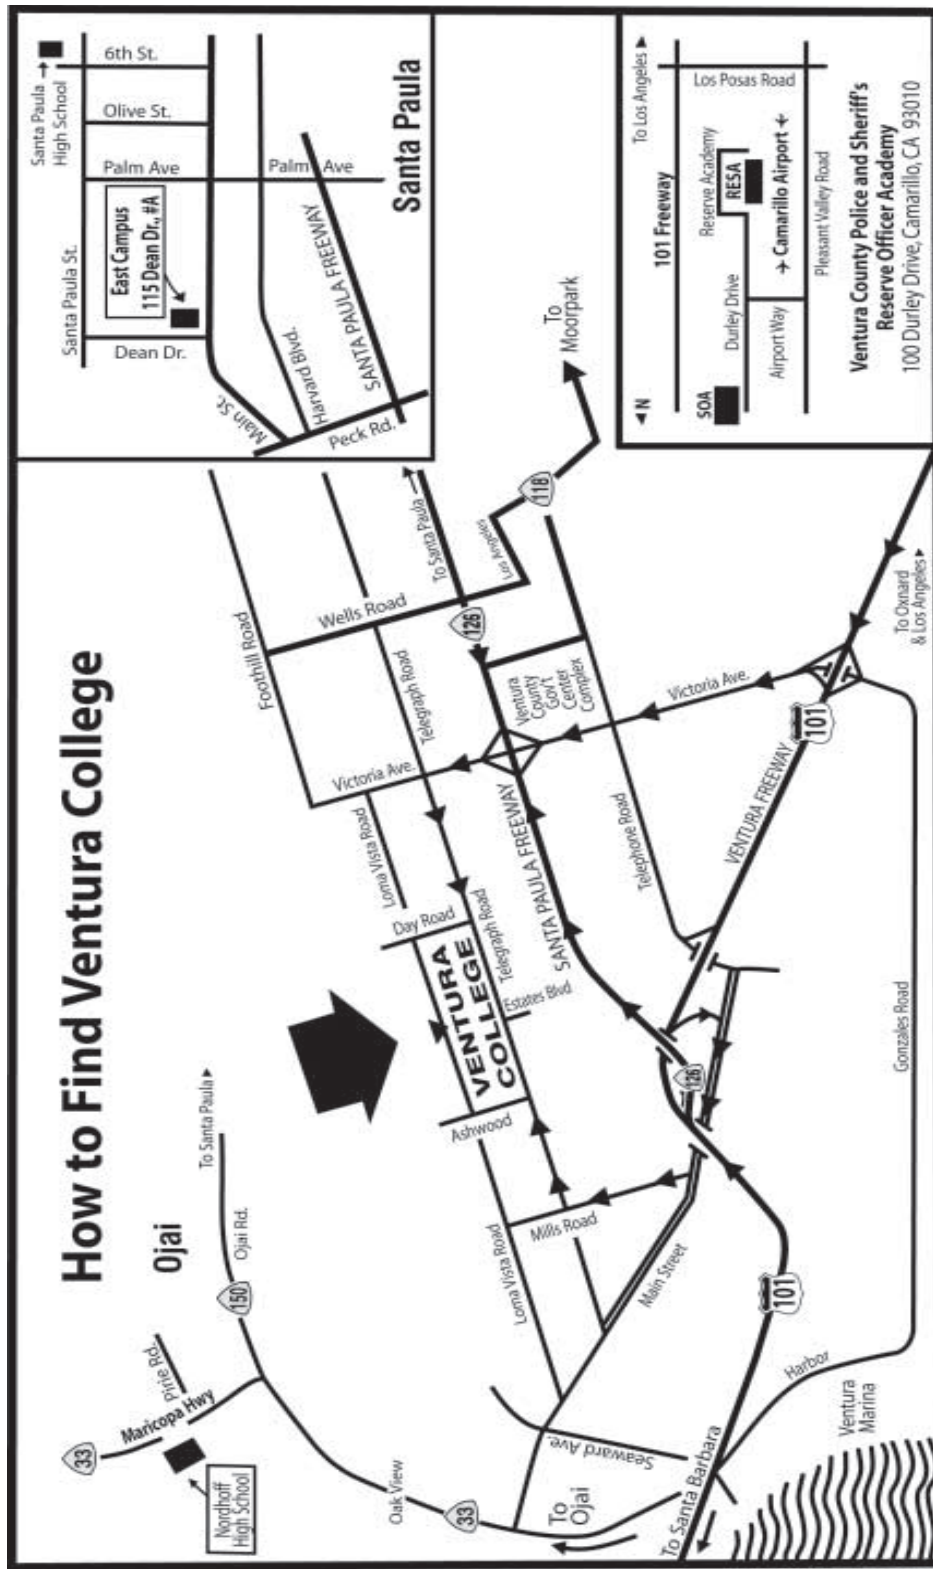 How to Find Ventura College
33
Maricopa Hwy
Pirie Rd.
Nordhoff
High School
Ojai
150
Ojai Rd.
To Santa Paula
Oak View
33
To
Ojai
To Santa Barbara
Seaward Ave.
Loma Vista Road
Mills Road
Main Street
Ashwood
VENTURA
COLLEGE
Day Road
Estates Blvd
Telegraph Road
Loma Vista Road
Victoria Ave.
Foothill Road
Telegraph Road
Wells Road
126
To Santa Paula
Los Angeles
118
To
Moorpark
Ventura
County
Gov't
Center
Complex
SANTA PAULA FREEWAY
Victoria Ave.
Telephone Road
VENTURA FREEWAY
101
126
101
Harbor
Ventura
Marina
Gonzales Road
To Oxnard
& Los Angeles
Santa Paula St.
Santa Paula
High School
Dean Dr.
East Campus
115 Dean Dr., #A
Palm Ave
Olive St.
6th St.
Main St.
Harvard Blvd.
Palm Ave
SANTA PAULA FREEWAY
Peck Rd.
Santa Paula
N
101 Freeway
To Los Angeles
SOA
Durley Drive
Reserve Academy
RESA
Los Posas Road
Airport Way
Camarillo Airport
Pleasant Valley Road
Ventura County Police and Sheriff's
Reserve Officer Academy
100 Durley Drive, Camarillo, CA 93010